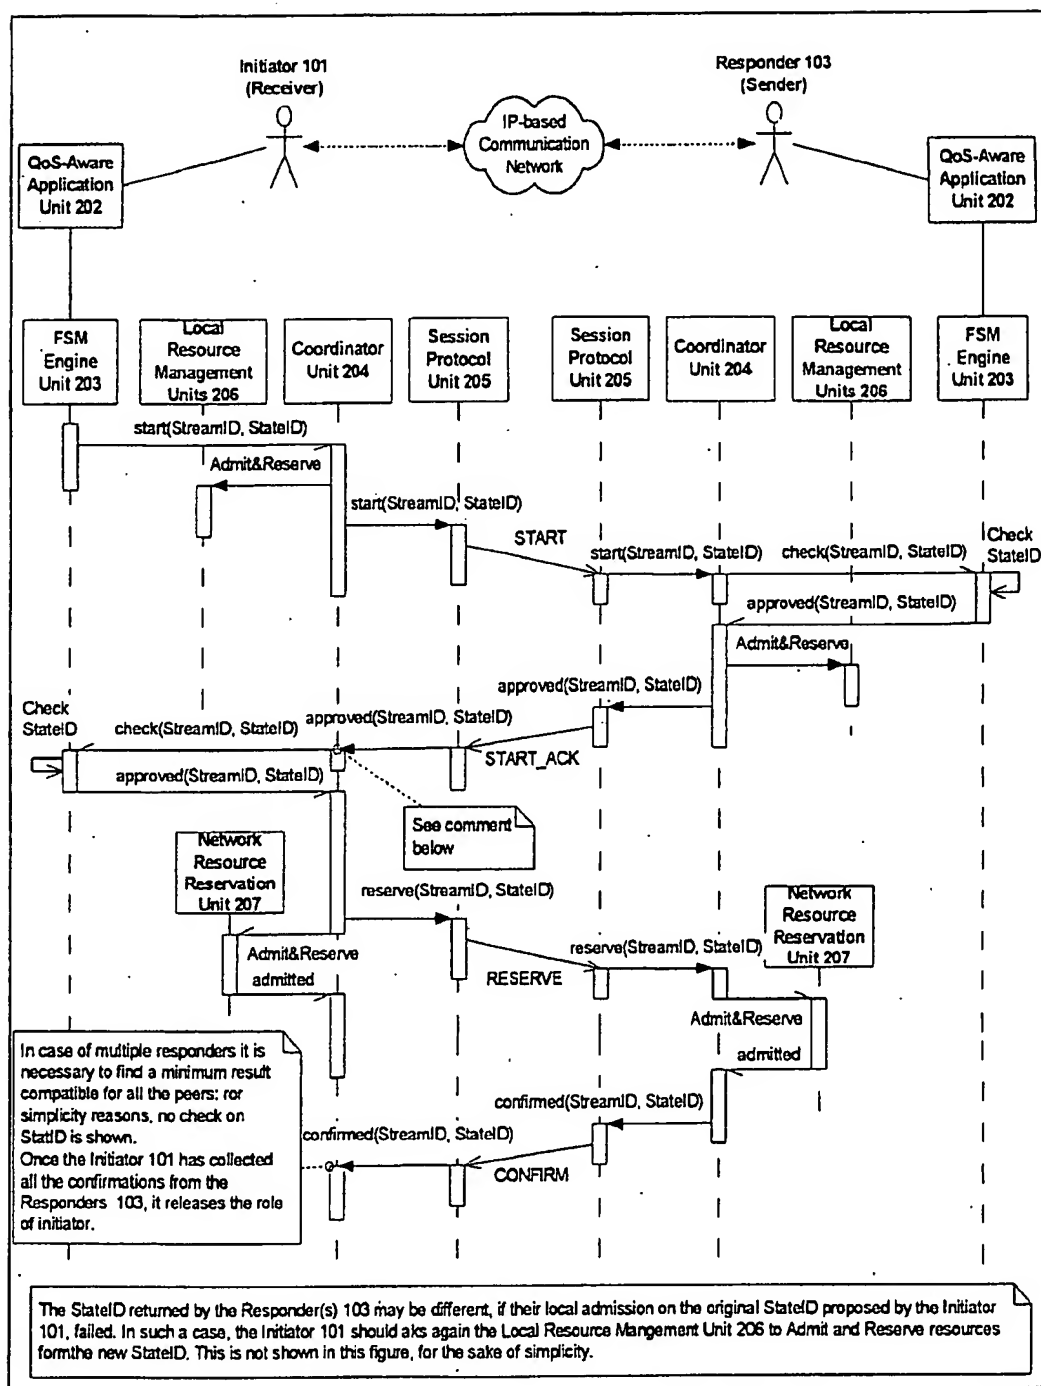 Initiator 101
(Receiver)
Responder 103
(Sender)
IP-based
Communication
Network
QoS-Aware
Application
Unit 202
QoS-Aware
Application
Unit 202
FSM
Engine
Unit 203
Local
Resource
Management
Units 206
Coordinator
Unit 204
Session
Protocol
Unit 205
Session
Protocol
Unit 205
Coordinator
Unit 204
Local
Resource
Management
Units 206
FSM
Engine
Unit 203
start(StreamID, StateID)
Admit&Reserve
start(StreamID, StateID)
START
start(StreamID, StateID)
check(StreamID, StateID)
Check
StateID
approved(StreamID, StateID)
Admit&Reserve
approved(StreamID, StateID)
START_ACK
approved(StreamID, StateID)
check(StreamID, StateID)
Check
StateID
approved(StreamID, StateID)
See comment
below
Network
Resource
Reservation
Unit 207
reserve(StreamID, StateID)
Admit&Reserve
admitted
RESERVE
reserve(StreamID, StateID)
Network
Resource
Reservation
Unit 207
Admit&Reserve
admitted
confirmed(StreamID, StateID)
CONFIRM
confirmed(StreamID, StateID)
In case of multiple responders it is
necessary to find a minimum result
compatible for all the peers: ror
simplicity reasons, no check on
StatID is shown.
Once the Initiator 101 has collected
all the confirmations from the
Responders 103, it releases the role
of initiator.
The StateID returned by the Responder(s) 103 may be different, if their local admission on the original StateID proposed by the Initiator
101, failed. In such a case, the Initiator 101 should aks again the Local Resource Mangement Unit 206 to Admit and Reserve resources
formthe new StateID. This is not shown in this figure, for the sake of simplicity.